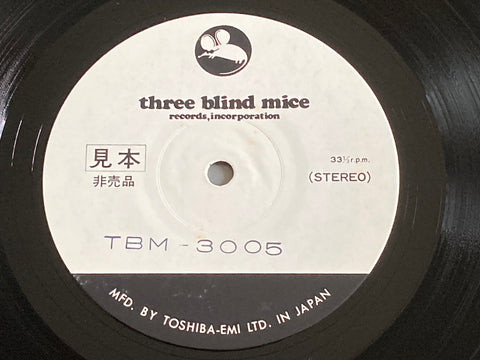 three blind mice
records, incorporation
見本
非売品
33⅓ r.p.m.
(STEREO)
TBM-3005
MFD. BY TOSHIBA-EMI LTD. IN JAPAN